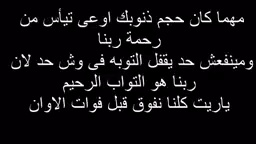 مهما كان حجم ذنوبك اوعى تيأس من
رحمة ربنا
ومينفعش حد يقفل التوبه فى وش حد لان
ربنا هو التواب الرحيم
ياريت كلنا نفوق قبل فوات الاوان